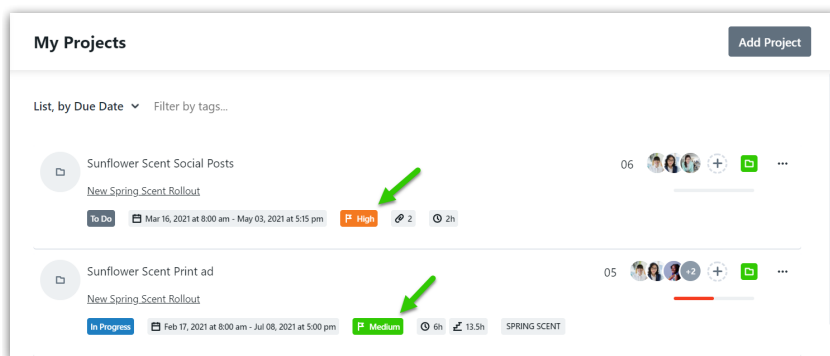 My Projects
Add Project
List, by Due Date Filter by tags...
Sunflower Scent Social Posts
06
New Spring Scent Rollout
To Do Mar 16, 2021 at 8:00 am - May 03, 2021 at 5:15 pm High 2 2h
Sunflower Scent Print ad
05 +2
New Spring Scent Rollout
In Progress Feb 17, 2021 at 8:00 am - Jul 08, 2021 at 5:00 pm Medium 6h 13.5h SPRING SCENT